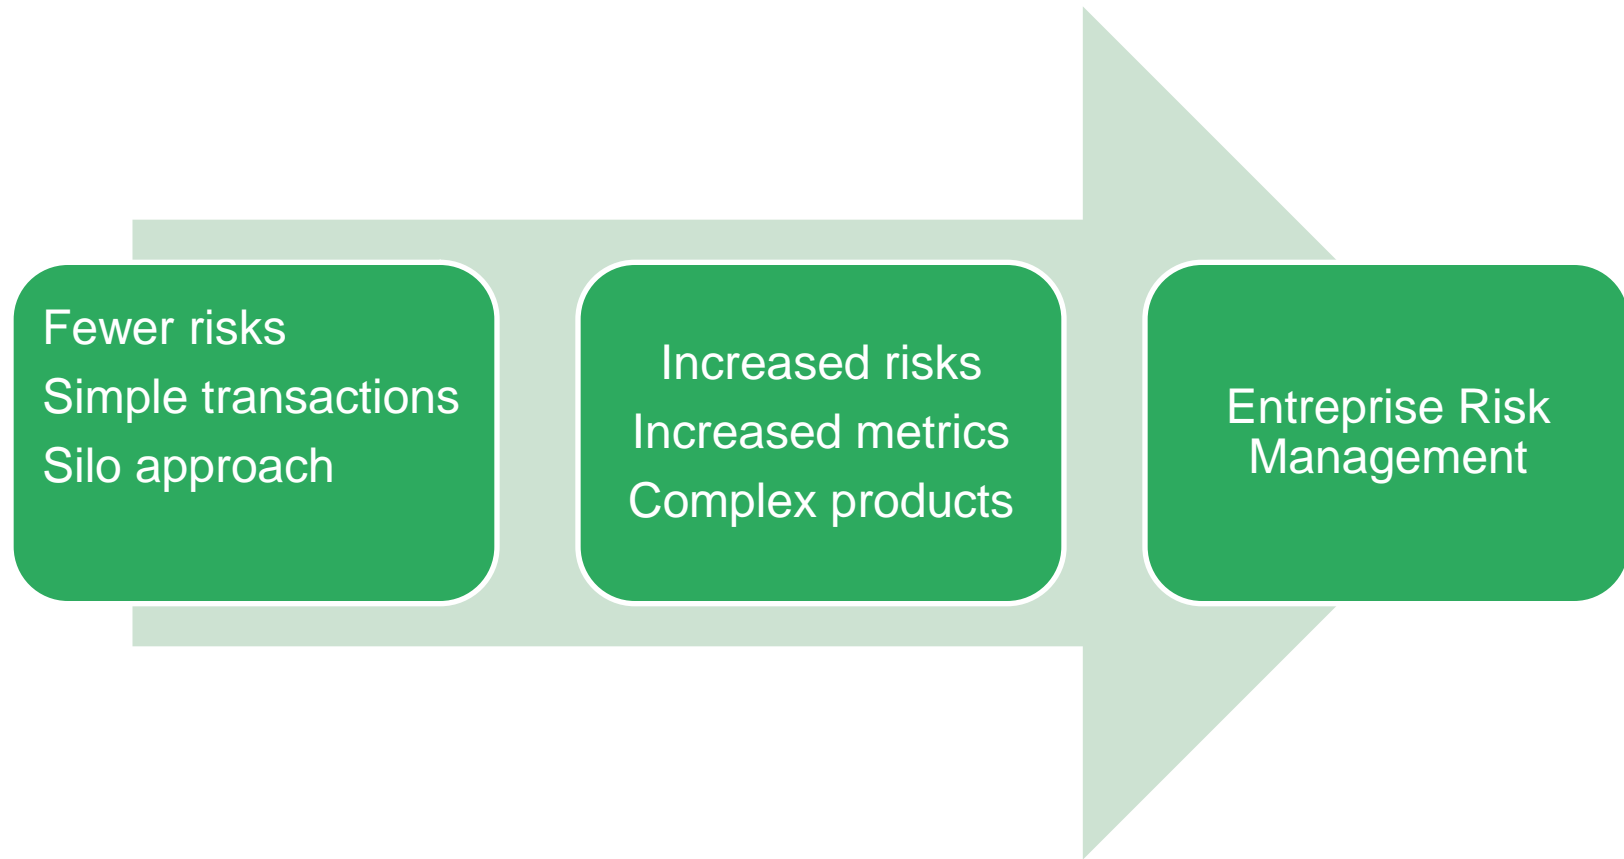 Fewer risks
Simple transactions
Silo approach
Increased risks
Increased metrics
Complex products
Entreprise Risk
Management